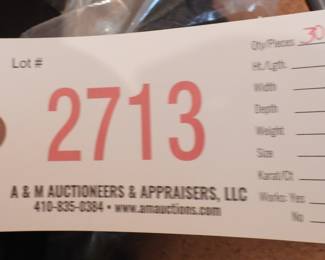 Lot #
2713
A & M AUCTIONEERS & APPRAISERS, LLC
410-835-0384 • www.amauctions.com
Qty/Pieces 30
Ht./Lgth.
Width
Depth
Weight
Size
Karat/Ct
Works: Yes
No